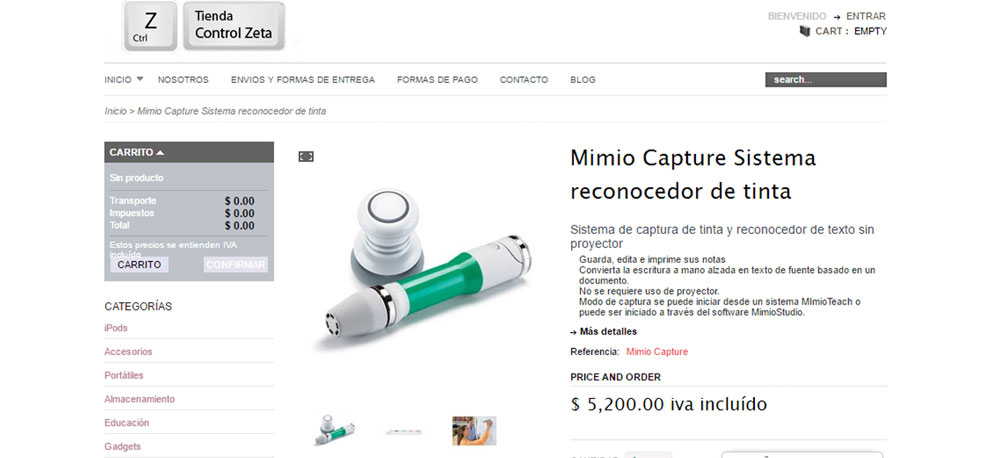 Z
Ctrl
Tienda
Control Zeta
BIENVENIDO ENTRAR
CART : EMPTY
INICIO NOSOTROS ENVIOS Y FORMAS DE ENTREGA FORMAS DE PAGO CONTACTO BLOG
search...
Inicio > Mimio Capture Sistema reconocedor de tinta
CARRITO
Sin producto
Transporte $ 0.00
Impuestos $ 0.00
Total $ 0.00
Estos precios se entienden IVA
incluído
CARRITO CONFIRMAR
CATEGORÍAS
iPods
Accesorios
Portátiles
Almacenamiento
Educación
Gadgets
Mimio Capture Sistema
reconocedor de tinta
Sistema de captura de tinta y reconocedor de texto sin
proyector
Guarda, edita e imprime sus notas
Convierta la escritura a mano alzada en texto de fuente basado en un
documento.
No se requiere uso de proyector.
Modo de captura se puede iniciar desde un sistema MImioTeach o
puede ser iniciado a través del software MimioStudio.
Más detalles
Referencia: Mimio Capture
PRICE AND ORDER
$ 5,200.00 iva incluído